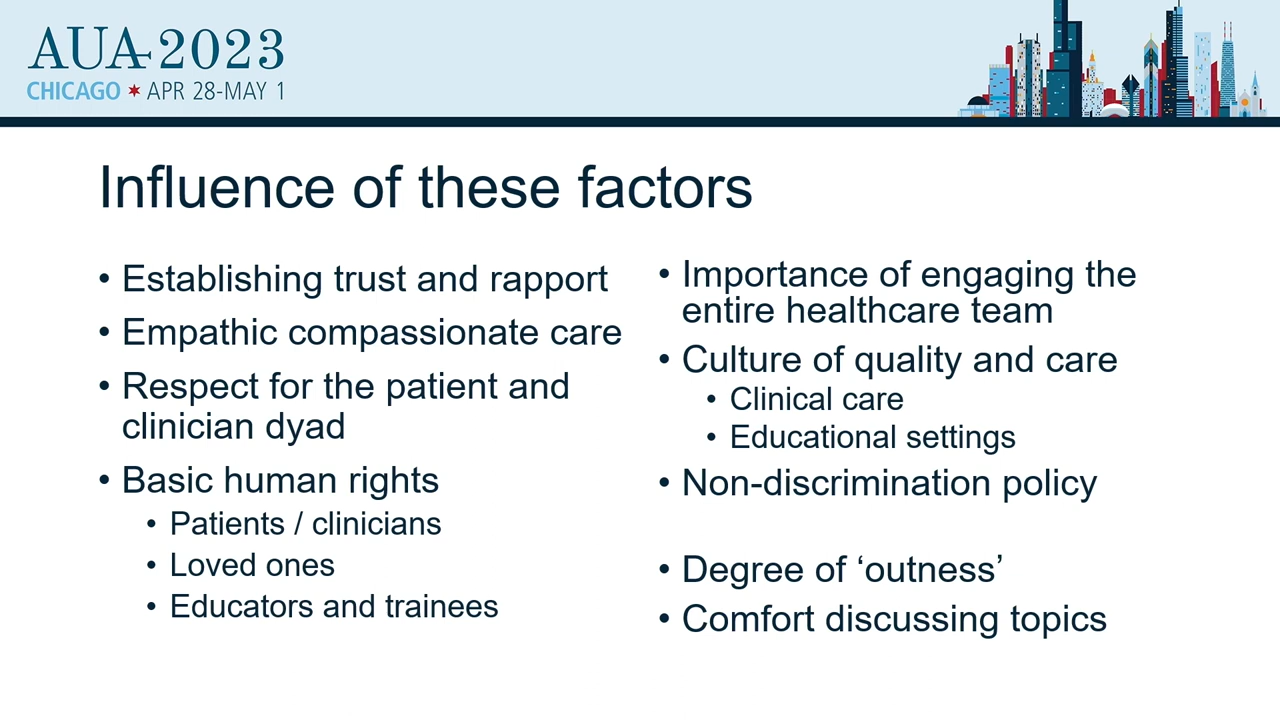 AUA 2023
CHICAGO ✶ APR 28-MAY 1
Influence of these factors
• Establishing trust and rapport
• Empathic compassionate care
• Respect for the patient and
clinician dyad
• Basic human rights
• Patients / clinicians
• Loved ones
• Educators and trainees
• Importance of engaging the
entire healthcare team
• Culture of quality and care
• Clinical care
• Educational settings
• Non-discrimination policy
• Degree of ‘outness’
• Comfort discussing topics